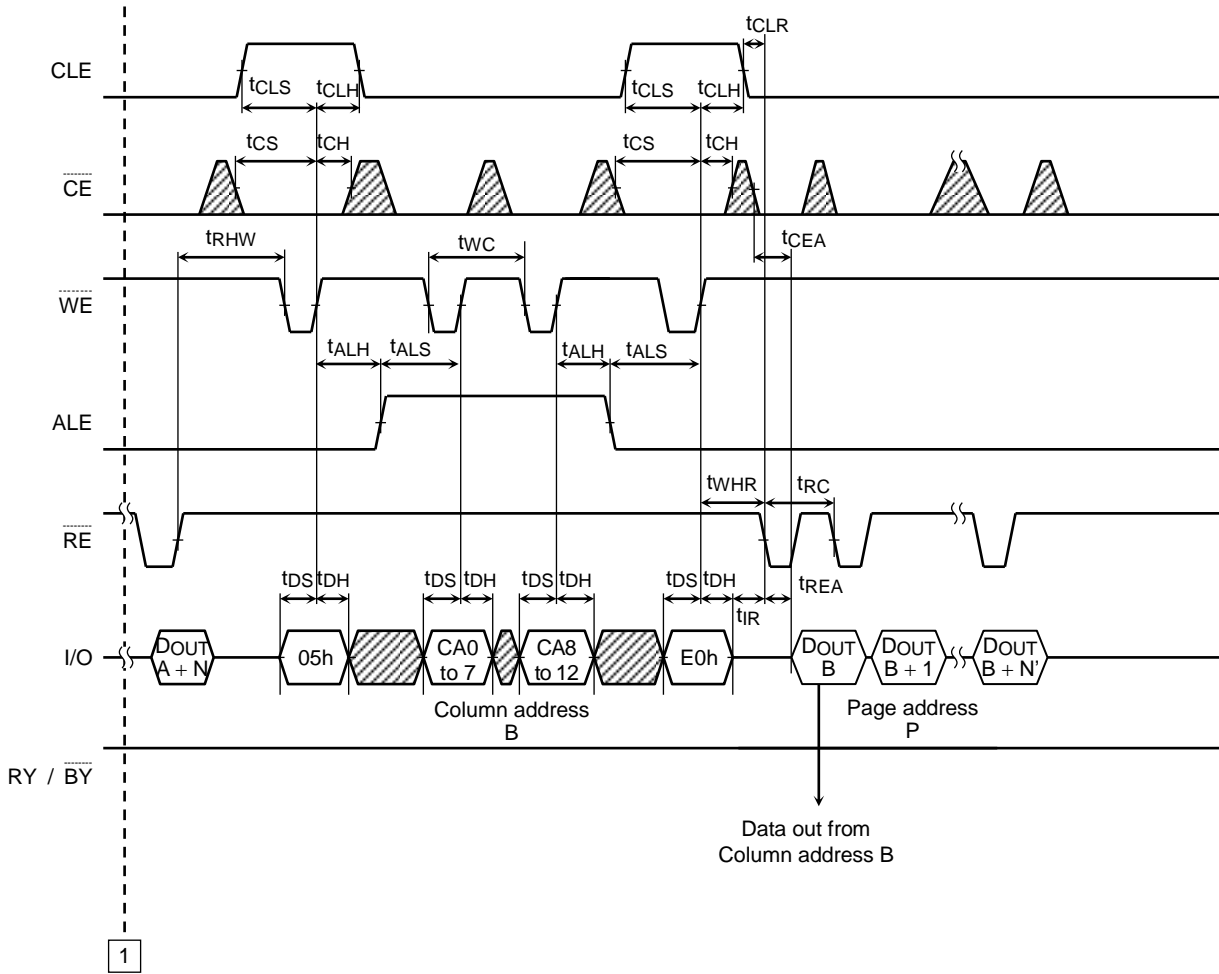 tCLR
CLE
tCLS tCLH tCLS tCLH
tCS tCH tCS tCH
CE
tRHW tWC tCEA
WE
tALH tALS tALH tALS
ALE
tWHR tRC
RE
tDS tDH tDS tDH tDS tDH tDS tDH tREA
tIR
I/O
DOUT
A + N
05h
CA0
to 7
CA8
to 12
E0h
DOUT
B
DOUT
B + 1
DOUT
B + N’
Column address
B
Page address
P
RY / BY
Data out from
Column address B
1